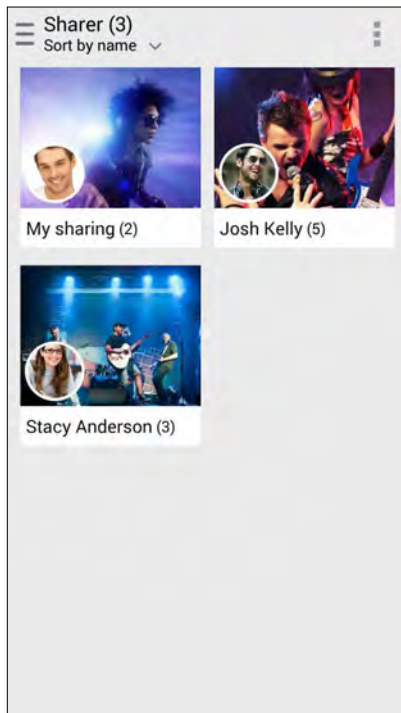 Sharer (3)
Sort by name
My sharing (2)
Josh Kelly (5)
Stacy Anderson (3)